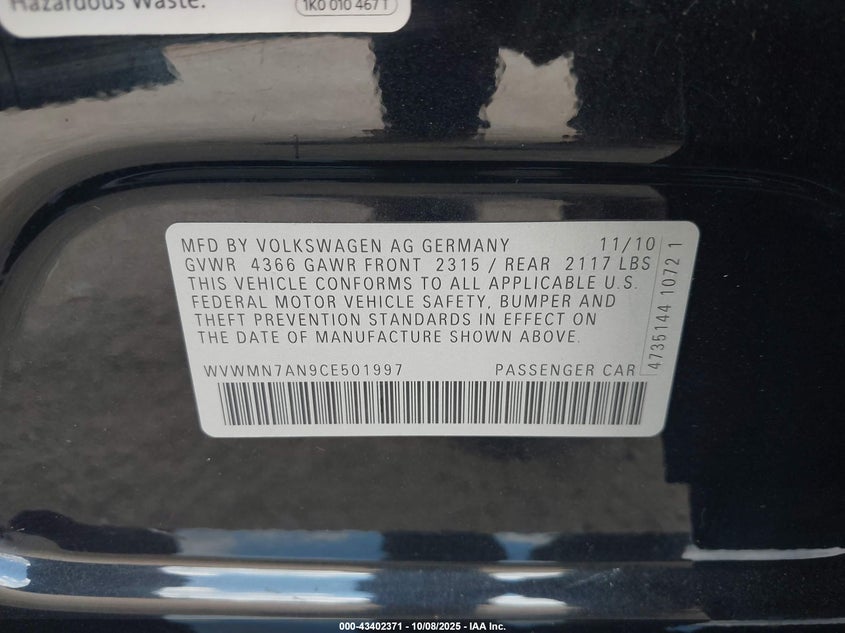 Hazardous Waste.
1K0 010 467 T
MFD BY VOLKSWAGEN AG GERMANY 11/10
GVWR 4366 GAWR FRONT 2315 / REAR 2117 LBS
THIS VEHICLE CONFORMS TO ALL APPLICABLE U.S.
FEDERAL MOTOR VEHICLE SAFETY, BUMPER AND
THEFT PREVENTION STANDARDS IN EFFECT ON
THE DATE OF MANUFACTURE SHOWN ABOVE.
WVWMN7AN9CE501997 PASSENGER CAR
4735144 1072 1
000-43402371 - 10/08/2025 - IAA Inc.